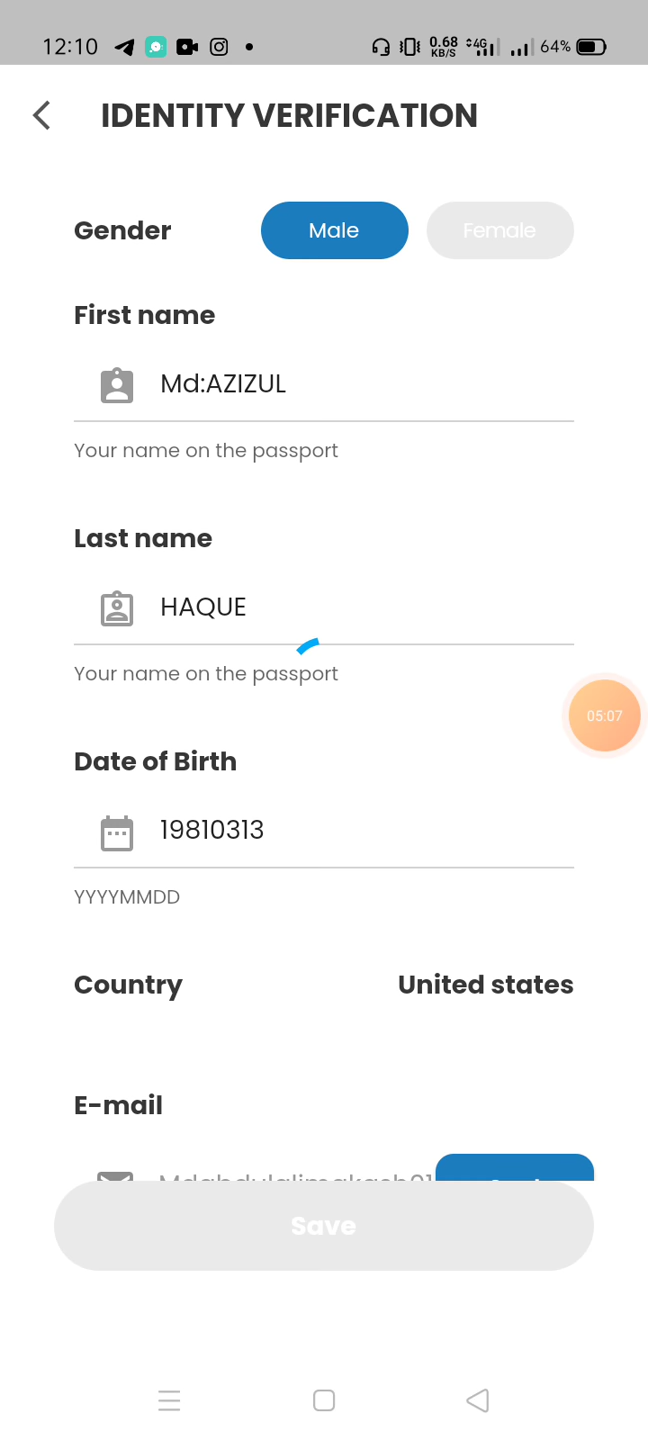 12:10 0.68 KB/S 4G 64%
IDENTITY VERIFICATION
Gender Male Female
First name
Md:AZIZUL
Your name on the passport
Last name
HAQUE
Your name on the passport
05:07
Date of Birth
19810313
YYYYMMDD
Country United states
E-mail
Save